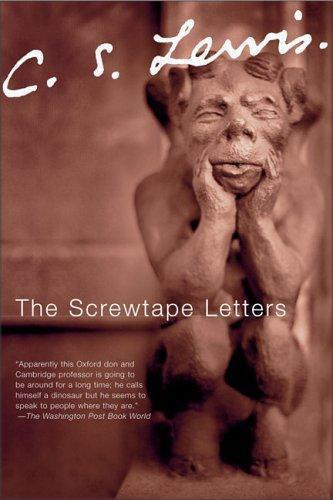 C. S. Lewis.
The Screwtape Letters
"Apparently this Oxford don and
Cambridge professor is going to
be around for a long time; he calls
himself a dinosaur but he seems to
speak to people where they are."
—The Washington Post Book World